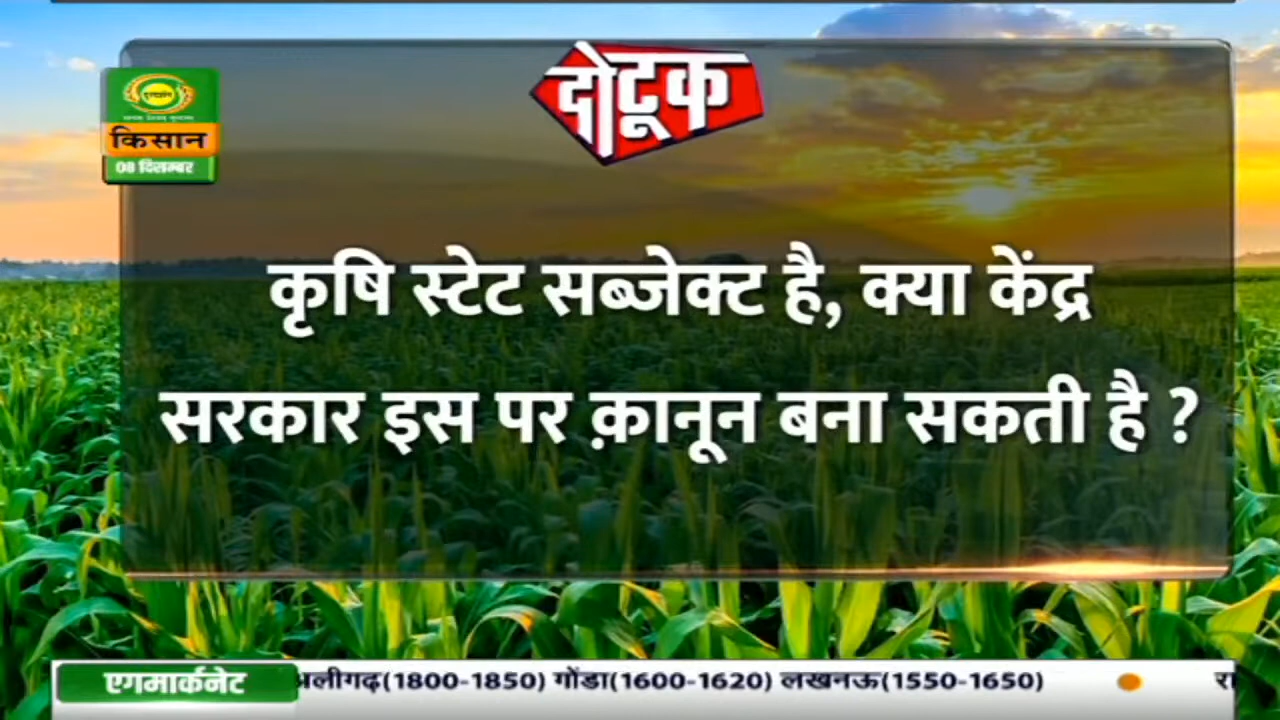 दोटूक
किसान
08 दिसम्बर
कृषि स्टेट सब्जेक्ट है, क्या केंद्र
सरकार इस पर क़ानून बना सकती है ?
एगमार्कनेट
अलीगढ़(1800-1850) गोंडा(1600-1620) लखनऊ(1550-1650)